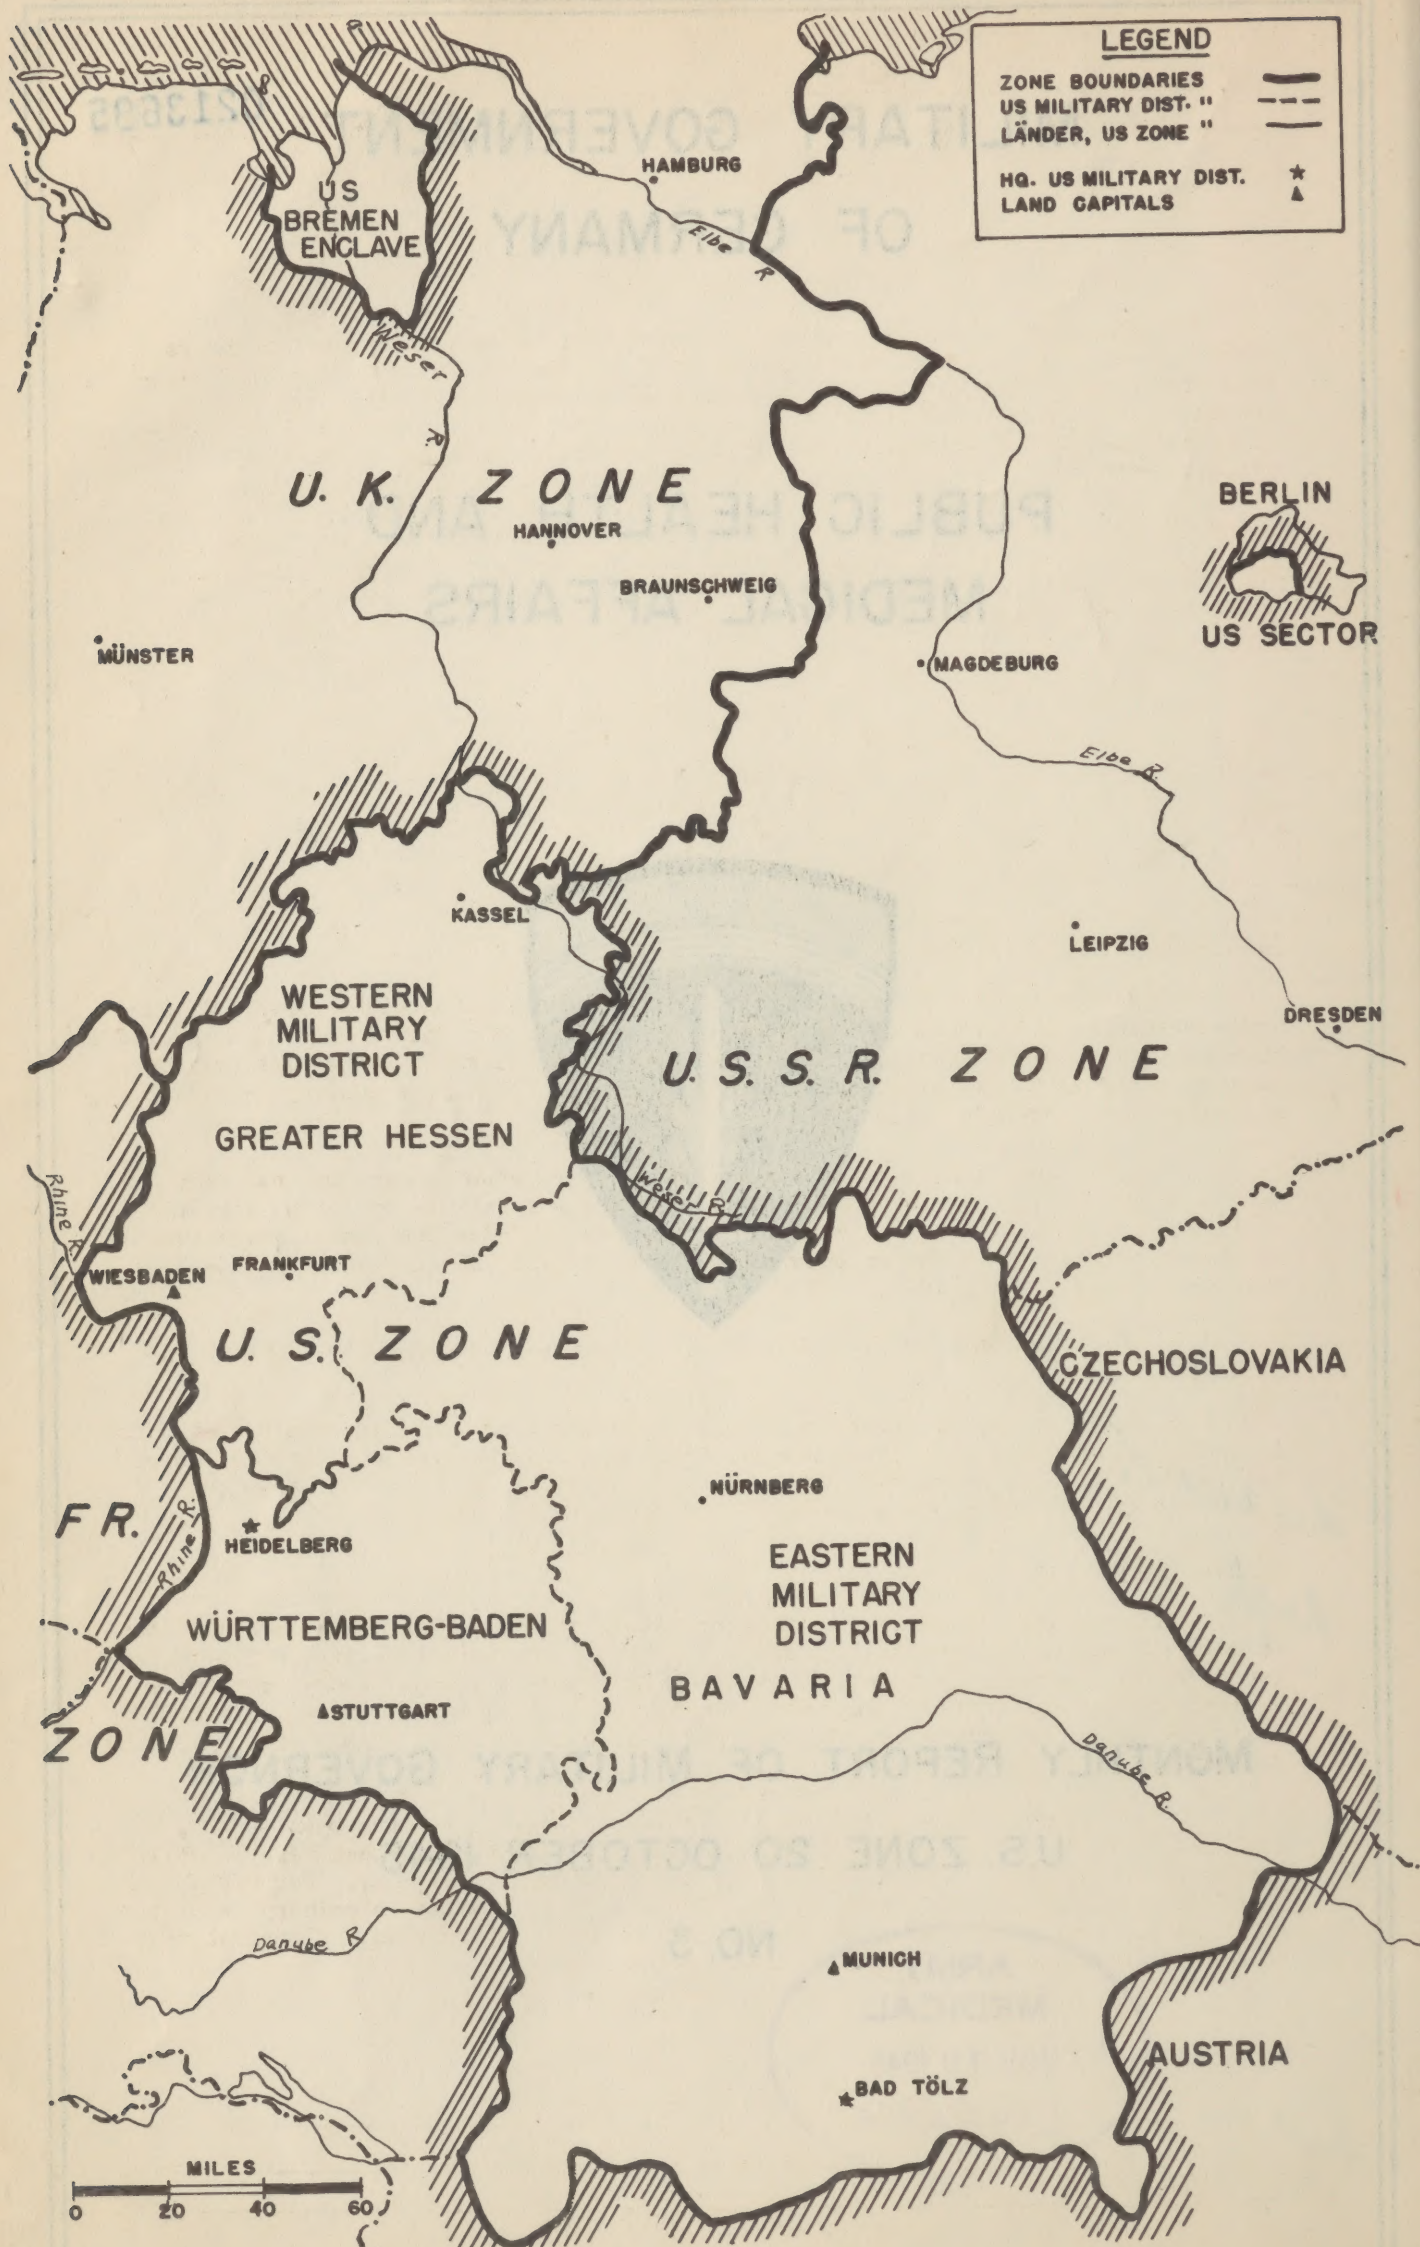 LEGEND
ZONE BOUNDARIES
US MILITARY DIST. "
LÄNDER, US ZONE "
HQ. US MILITARY DIST.
LAND CAPITALS
HAMBURG
US
BREMEN
ENCLAVE
Elbe
R
Weser
R.
U. K. ZONE
HANNOVER
BRAUNSCHWEIG
BERLIN
US SECTOR
MÜNSTER
MAGDEBURG
Elbe R.
KASSEL
LEIPZIG
DRESDEN
WESTERN
MILITARY
DISTRICT
U. S. S. R. ZONE
GREATER HESSEN
Weser R.
Rhine R.
WIESBADEN
FRANKFURT
U. S. ZONE
CZECHOSLOVAKIA
NÜRNBERG
FR.
Rhine R.
HEIDELBERG
EASTERN
MILITARY
DISTRICT
WÜRTTEMBERG-BADEN
BAVARIA
STUTTGART
ZONE
Danube R.
Danube R
MUNICH
AUSTRIA
BAD TÖLZ
MILES
0 20 40 60
MILITARY GOVERNMENT
OF GERMANY
PUBLIC HEALTH AND
MEDICAL AFFAIRS
MONTHLY REPORT OF MILITARY GOVERN
U.S. ZONE 20 OCTOBER